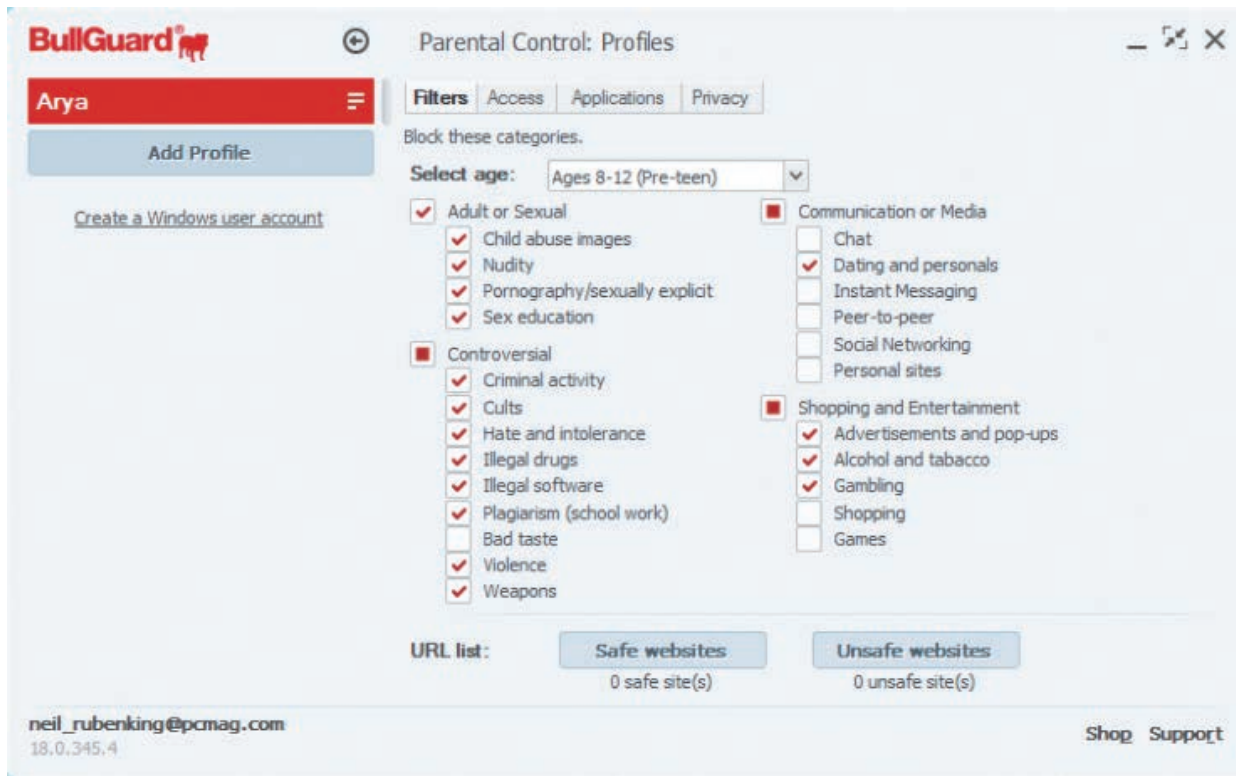 BullGuard®
Parental Control: Profiles
Arya
Add Profile
Create a Windows user account
Filters Access Applications Privacy
Block these categories.
Select age: Ages 8-12 (Pre-teen)
Adult or Sexual
Child abuse images
Nudity
Pornography/sexually explicit
Sex education
Controversial
Criminal activity
Cults
Hate and intolerance
Illegal drugs
Illegal software
Plagiarism (school work)
Bad taste
Violence
Weapons
Communication or Media
Chat
Dating and personals
Instant Messaging
Peer-to-peer
Social Networking
Personal sites
Shopping and Entertainment
Advertisements and pop-ups
Alcohol and tabacco
Gambling
Shopping
Games
URL list: Safe websites Unsafe websites
0 safe site(s) 0 unsafe site(s)
neil_rubenking@pcmag.com
18.0.345.4
Shop Support